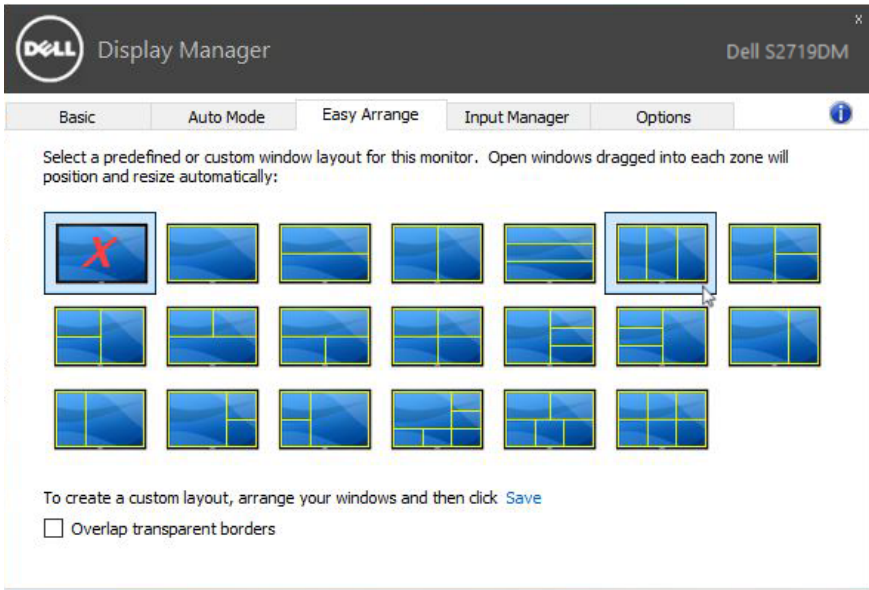 DELL Display Manager
x
Dell S2719DM
Basic Auto Mode Easy Arrange Input Manager Options i
Select a predefined or custom window layout for this monitor. Open windows dragged into each zone will
position and resize automatically:
X
To create a custom layout, arrange your windows and then click Save
Overlap transparent borders